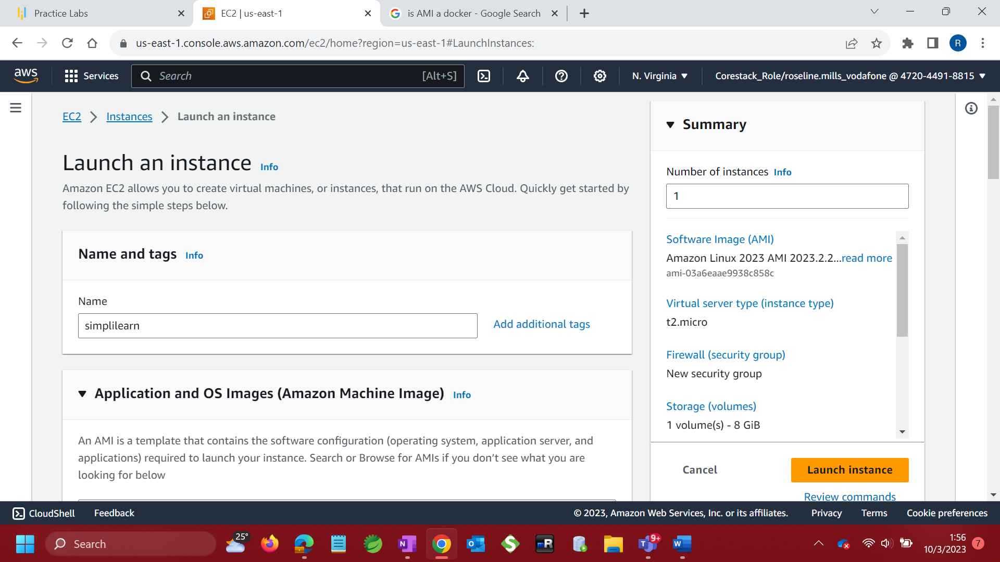 Practice Labs
EC2 | us-east-1
is AMI a docker - Google Search
us-east-1.console.aws.amazon.com/ec2/home?region=us-east-1#LaunchInstances:
R
aws
Services
Search
[Alt+S]
N. Virginia
Corestack_Role/roseline.mills_vodafone @ 4720-4491-8815
EC2
Instances
Launch an instance
Launch an instance Info
Amazon EC2 allows you to create virtual machines, or instances, that run on the AWS Cloud. Quickly get started by
following the simple steps below.
Name and tags Info
Name
simplilearn
Add additional tags
Application and OS Images (Amazon Machine Image) Info
An AMI is a template that contains the software configuration (operating system, application server, and
applications) required to launch your instance. Search or Browse for AMIs if you don’t see what you are
looking for below
Summary
Number of instances Info
1
Software Image (AMI)
Amazon Linux 2023 AMI 2023.2.2...read more
ami-03a6eaae9938c858c
Virtual server type (instance type)
t2.micro
Firewall (security group)
New security group
Storage (volumes)
1 volume(s) - 8 GiB
Cancel
Launch instance
Review commands
CloudShell
Feedback
© 2023, Amazon Web Services, Inc. or its affiliates.
Privacy
Terms
Cookie preferences
Search
25°
N
O
S
mR
T
9+
W
1:56
10/3/2023
7